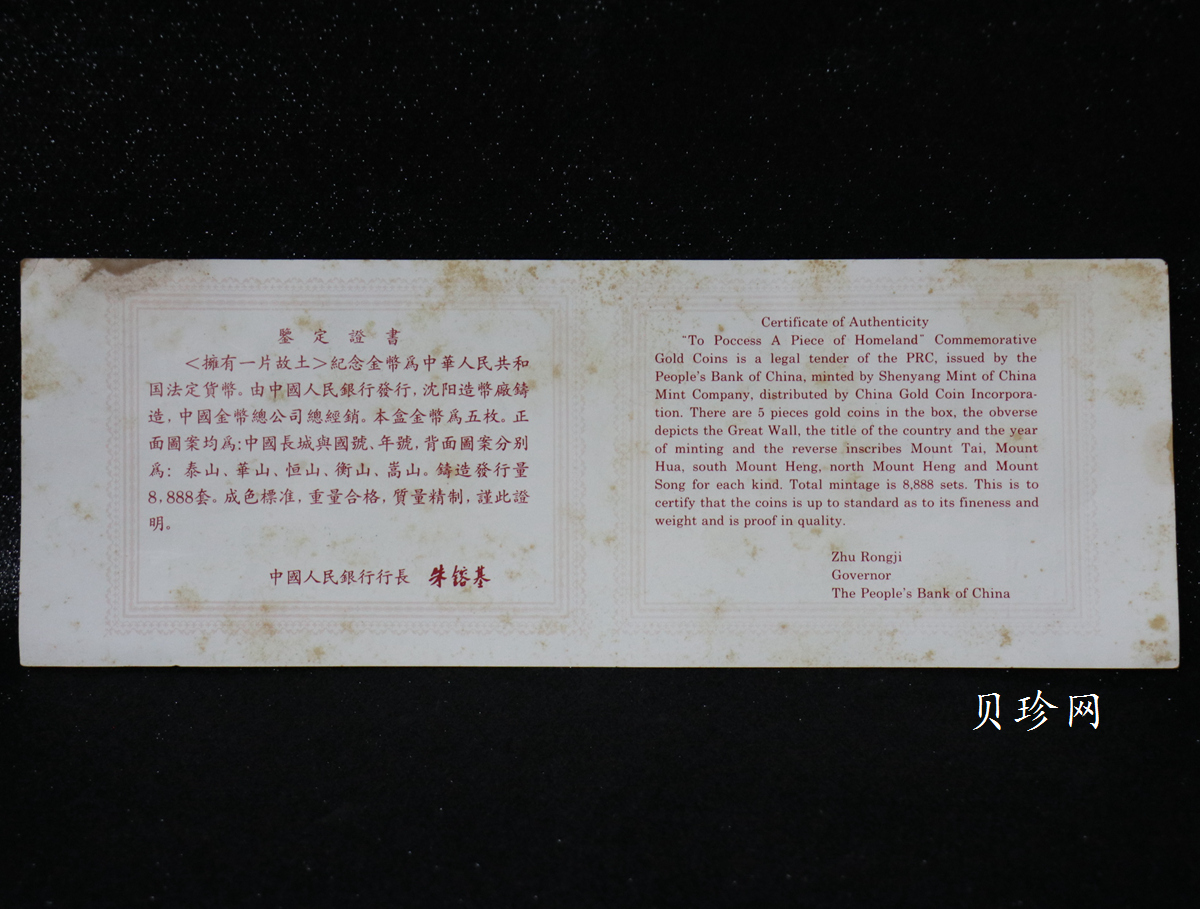 鑒定證書
<擁有一片故土>紀念金幣爲中華人民共和
国法定貨幣。由中國人民銀行發行,沈阳造幣廠鑄
造,中國金幣總公司總經銷。本盒金幣爲五枚。正
面圖案均爲:中國長城與國號、年號,背面圖案分别
爲:泰山、華山、恒山、衡山、嵩山。鑄造發行量
8,888套。成色標准,重量合格,質量精制,謹此證
明。
中國人民銀行行長 朱鎔基
Certificate of Authenticity
"To Poccess A Piece of Homeland" Commemorative
Gold Coins is a legal tender of the PRC, issued by the
People's Bank of China, minted by Shenyang Mint of China
Mint Company, distributed by China Gold Coin Incorpora-
tion. There are 5 pieces gold coins in the box, the obverse
depicts the Great Wall, the title of the country and the year
of minting and the reverse inscribes Mount Tai, Mount
Hua, south Mount Heng, north Mount Heng and Mount
Song for each kind. Total mintage is 8,888 sets. This is to
certify that the coins is up to standard as to its fineness and
weight and is proof in quality.
Zhu Rongji
Governor
The People's Bank of China
贝珍网